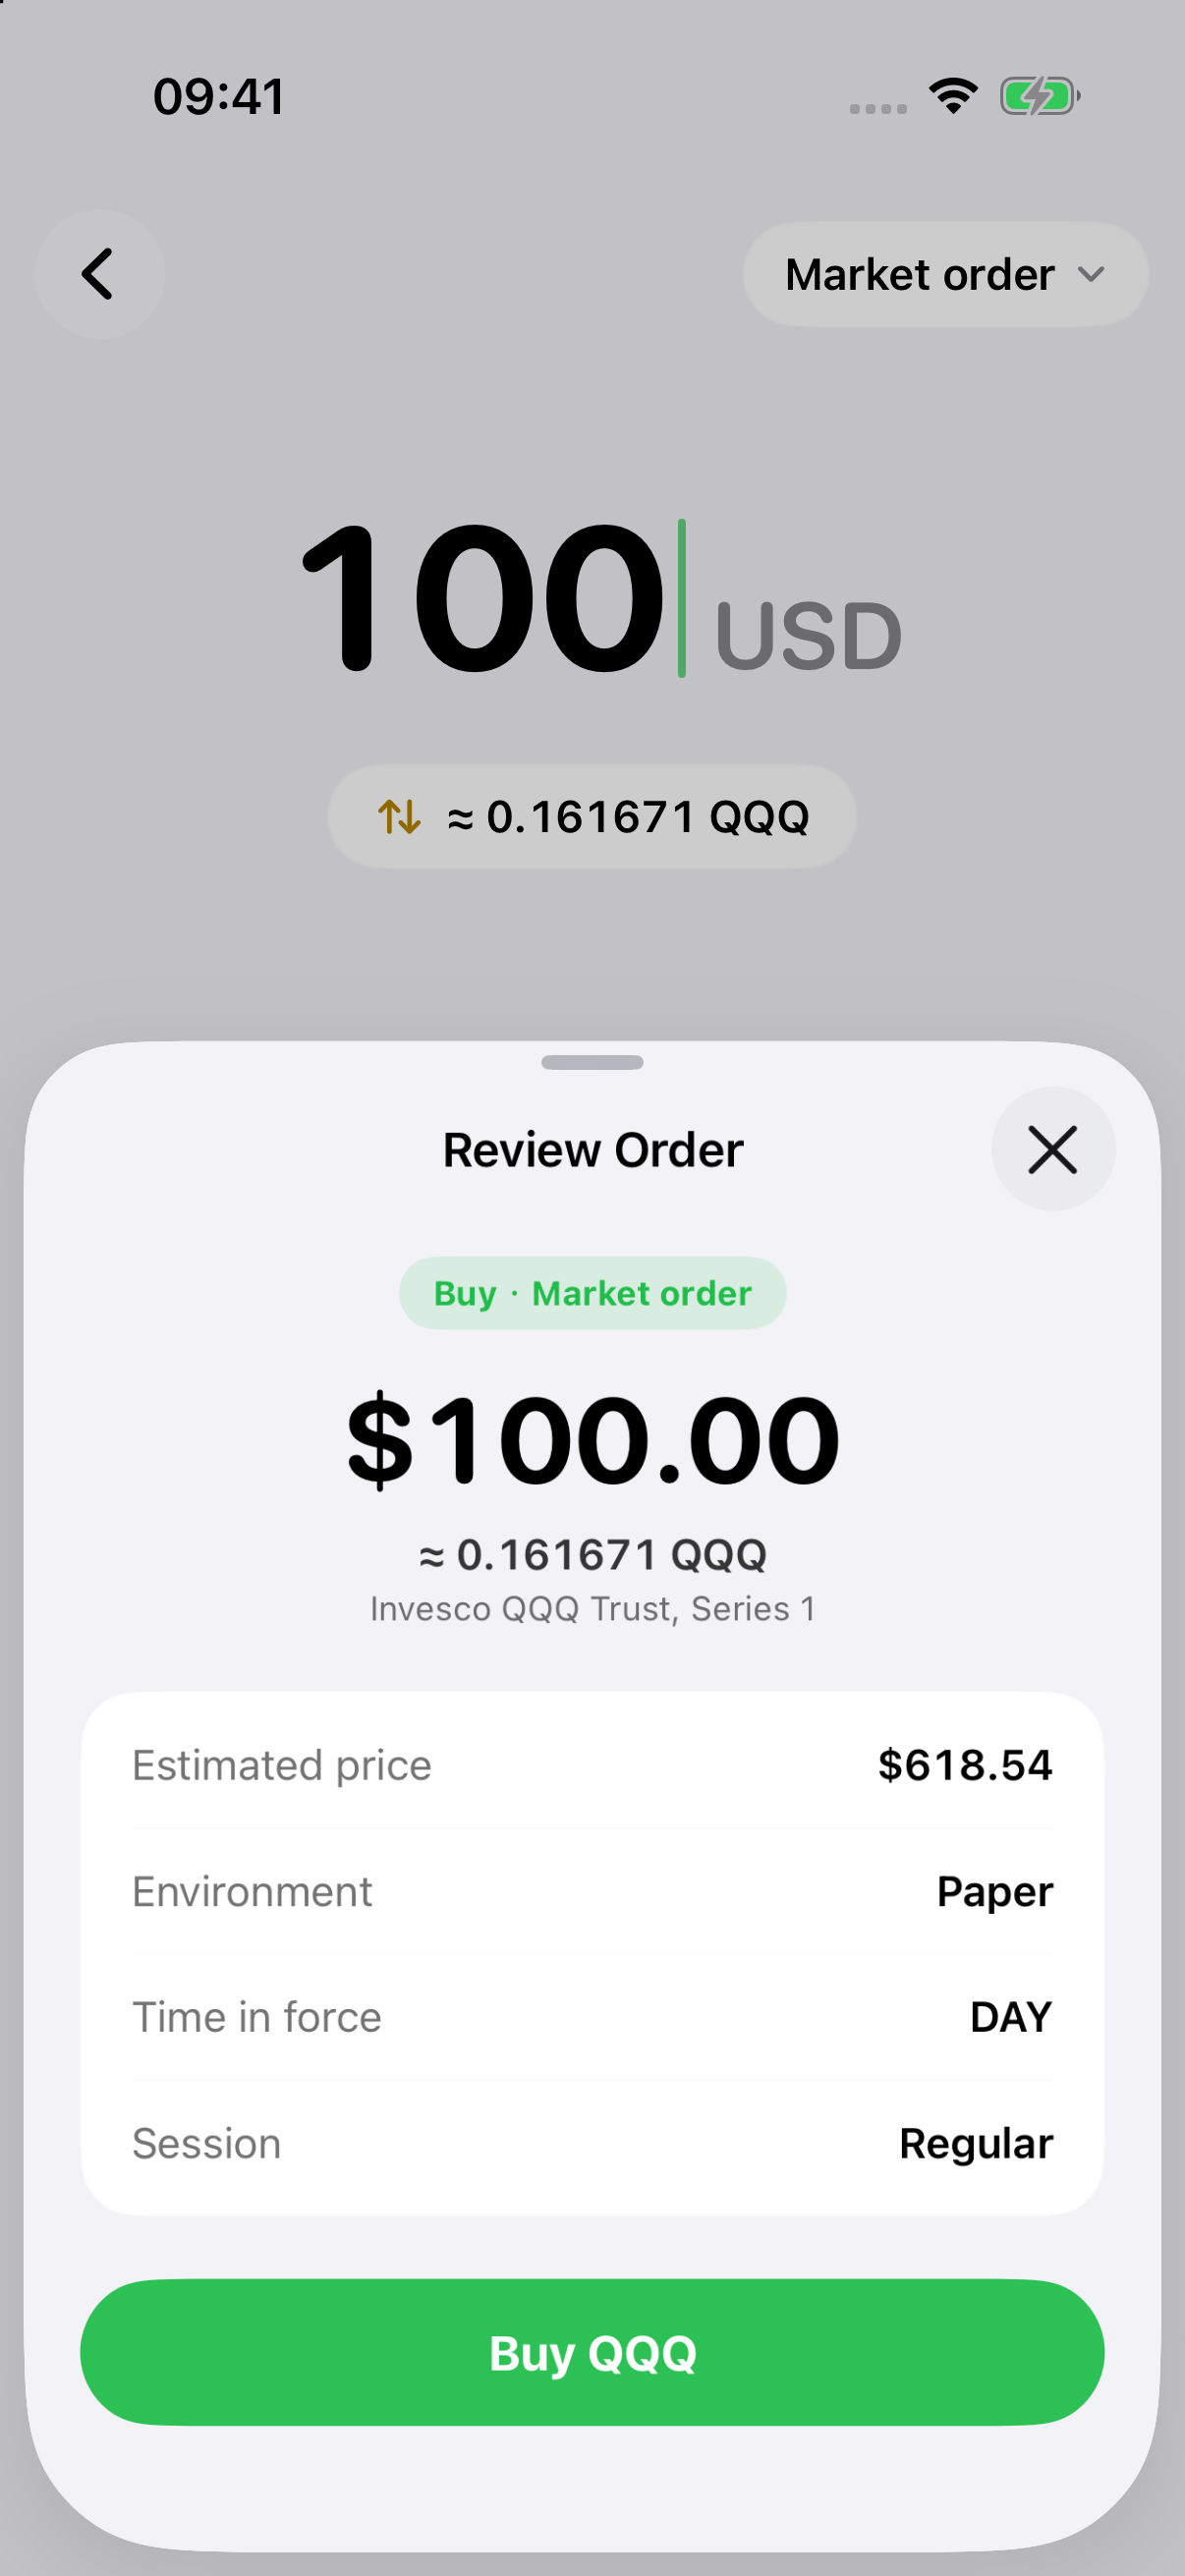 09:41
Market order
100 USD
≈ 0.161671 QQQ
Review Order
Buy · Market order
$100.00
≈ 0.161671 QQQ
Invesco QQQ Trust, Series 1
Estimated price $618.54
Environment Paper
Time in force DAY
Session Regular
Buy QQQ